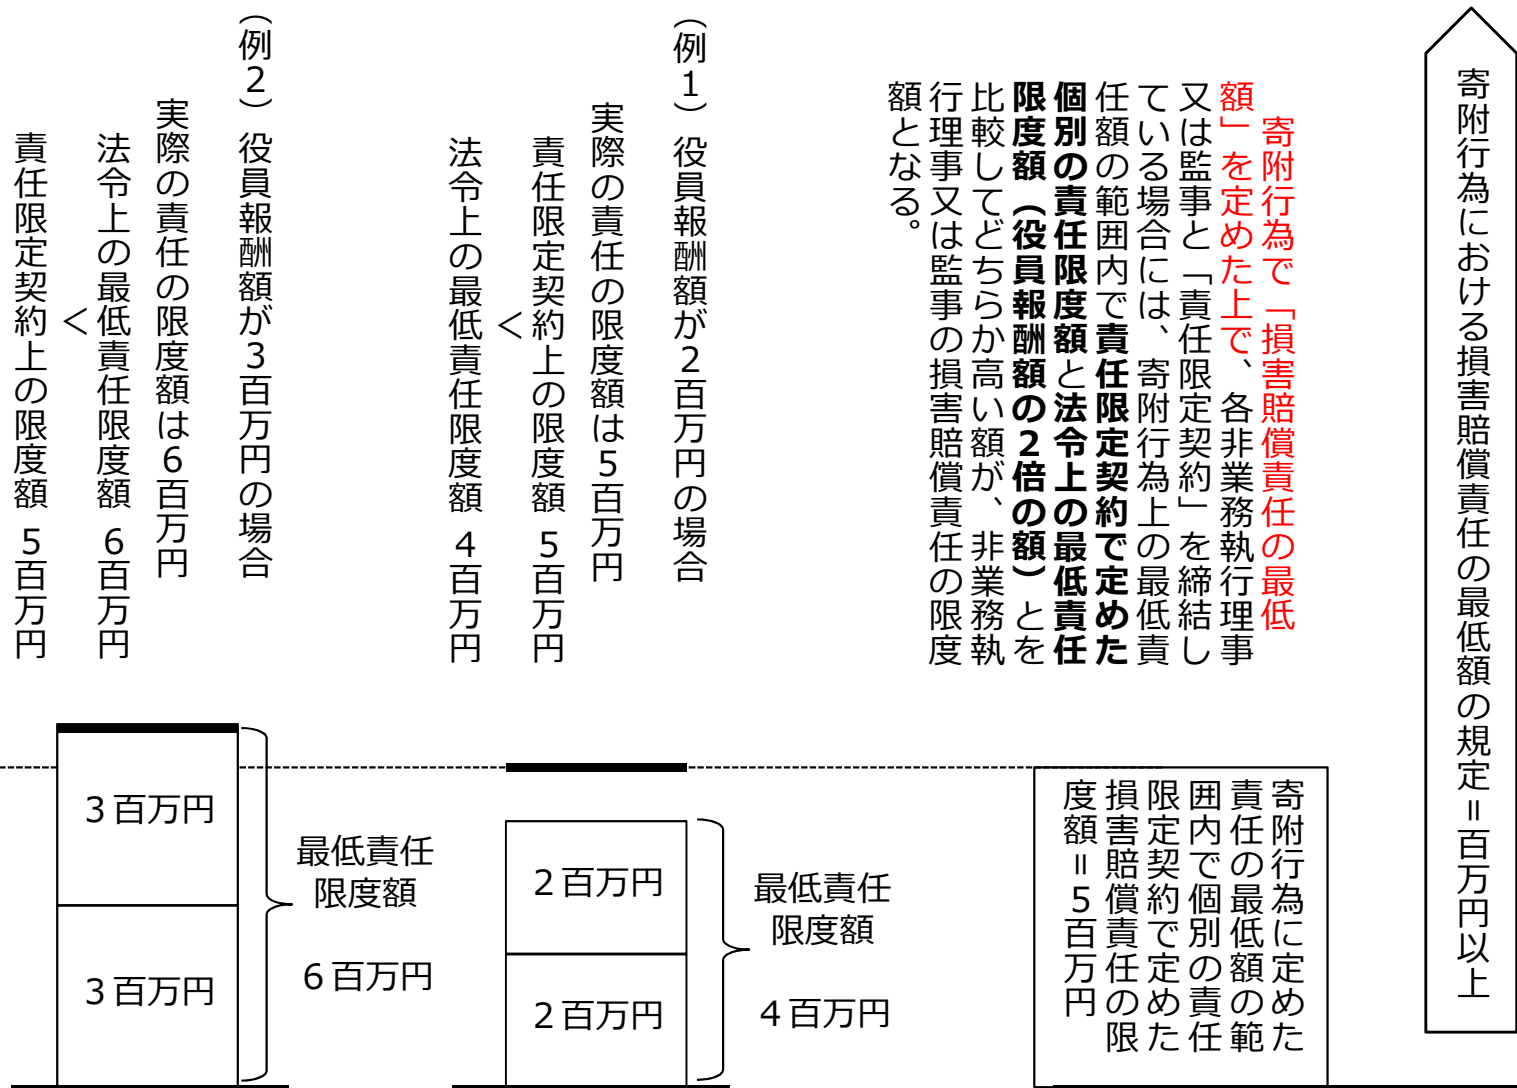 寄附行為における損害賠償責任の最低額の規定＝百万円以上
寄附行為で「損害賠償責任の最低
額」を定めた上で、各非業務執行理事
又は監事と「責任限定契約」を締結し
ている場合には、寄附行為上の最低責
任額の範囲内で責任限定契約で定めた
個別の責任限度額と法令上の最低責任
限度額（役員報酬額の２倍の額）とを
比較してどちらか高い額が、非業務執
行理事又は監事の損害賠償責任の限度
額となる。
寄附行為に定めた
責任の最低額の範
囲内で個別の責任
限定契約で定めた
損害賠償責任の限
度額＝５百万円
（例１）役員報酬額が２百万円の場合
実際の責任の限度額は５百万円
責任限定契約上の限度額 ５百万円
＜
法令上の最低責任限度額 ４百万円
最低責任
限度額
４百万円
２百万円
２百万円
（例２）役員報酬額が３百万円の場合
実際の責任の限度額は６百万円
法令上の最低責任限度額 ６百万円
＜
責任限定契約上の限度額 ５百万円
最低責任
限度額
６百万円
３百万円
３百万円